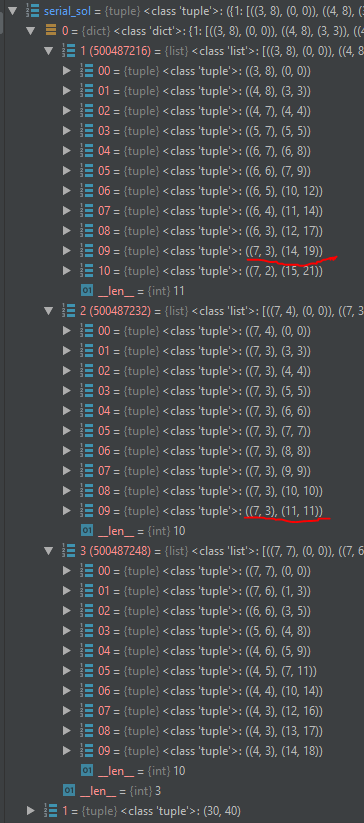 serial_sol = {tuple} <class 'tuple'>: ({1: [((3, 8), (0, 0)), ((4, 8), (3
0 = {dict} <class 'dict'>: {1: [((3, 8), (0, 0)), ((4, 8), (3, 3)), ((4
1 (500487216) = {list} <class 'list'>: [((3, 8), (0, 0)), ((4, 8
00 = {tuple} <class 'tuple'>: ((3, 8), (0, 0))
01 = {tuple} <class 'tuple'>: ((4, 8), (3, 3))
02 = {tuple} <class 'tuple'>: ((4, 7), (4, 4))
03 = {tuple} <class 'tuple'>: ((5, 7), (5, 5))
04 = {tuple} <class 'tuple'>: ((6, 7), (6, 8))
05 = {tuple} <class 'tuple'>: ((6, 6), (7, 9))
06 = {tuple} <class 'tuple'>: ((6, 5), (10, 12))
07 = {tuple} <class 'tuple'>: ((6, 4), (11, 14))
08 = {tuple} <class 'tuple'>: ((6, 3), (12, 17))
09 = {tuple} <class 'tuple'>: ((7, 3), (14, 19))
10 = {tuple} <class 'tuple'>: ((7, 2), (15, 21))
01 __len__ = {int} 11
2 (500487232) = {list} <class 'list'>: [((7, 4), (0, 0)), ((7, 3
00 = {tuple} <class 'tuple'>: ((7, 4), (0, 0))
01 = {tuple} <class 'tuple'>: ((7, 3), (3, 3))
02 = {tuple} <class 'tuple'>: ((7, 3), (4, 4))
03 = {tuple} <class 'tuple'>: ((7, 3), (5, 5))
04 = {tuple} <class 'tuple'>: ((7, 3), (6, 6))
05 = {tuple} <class 'tuple'>: ((7, 3), (7, 7))
06 = {tuple} <class 'tuple'>: ((7, 3), (8, 8))
07 = {tuple} <class 'tuple'>: ((7, 3), (9, 9))
08 = {tuple} <class 'tuple'>: ((7, 3), (10, 10))
09 = {tuple} <class 'tuple'>: ((7, 3), (11, 11))
01 __len__ = {int} 10
3 (500487248) = {list} <class 'list'>: [((7, 7), (0, 0)), ((7, 6
00 = {tuple} <class 'tuple'>: ((7, 7), (0, 0))
01 = {tuple} <class 'tuple'>: ((7, 6), (1, 3))
02 = {tuple} <class 'tuple'>: ((6, 6), (3, 5))
03 = {tuple} <class 'tuple'>: ((5, 6), (4, 8))
04 = {tuple} <class 'tuple'>: ((4, 6), (5, 9))
05 = {tuple} <class 'tuple'>: ((4, 5), (7, 11))
06 = {tuple} <class 'tuple'>: ((4, 4), (10, 14))
07 = {tuple} <class 'tuple'>: ((4, 3), (12, 16))
08 = {tuple} <class 'tuple'>: ((4, 3), (13, 17))
09 = {tuple} <class 'tuple'>: ((4, 3), (14, 18))
01 __len__ = {int} 10
01 __len__ = {int} 3
1 = {tuple} <class 'tuple'>: (30, 40)